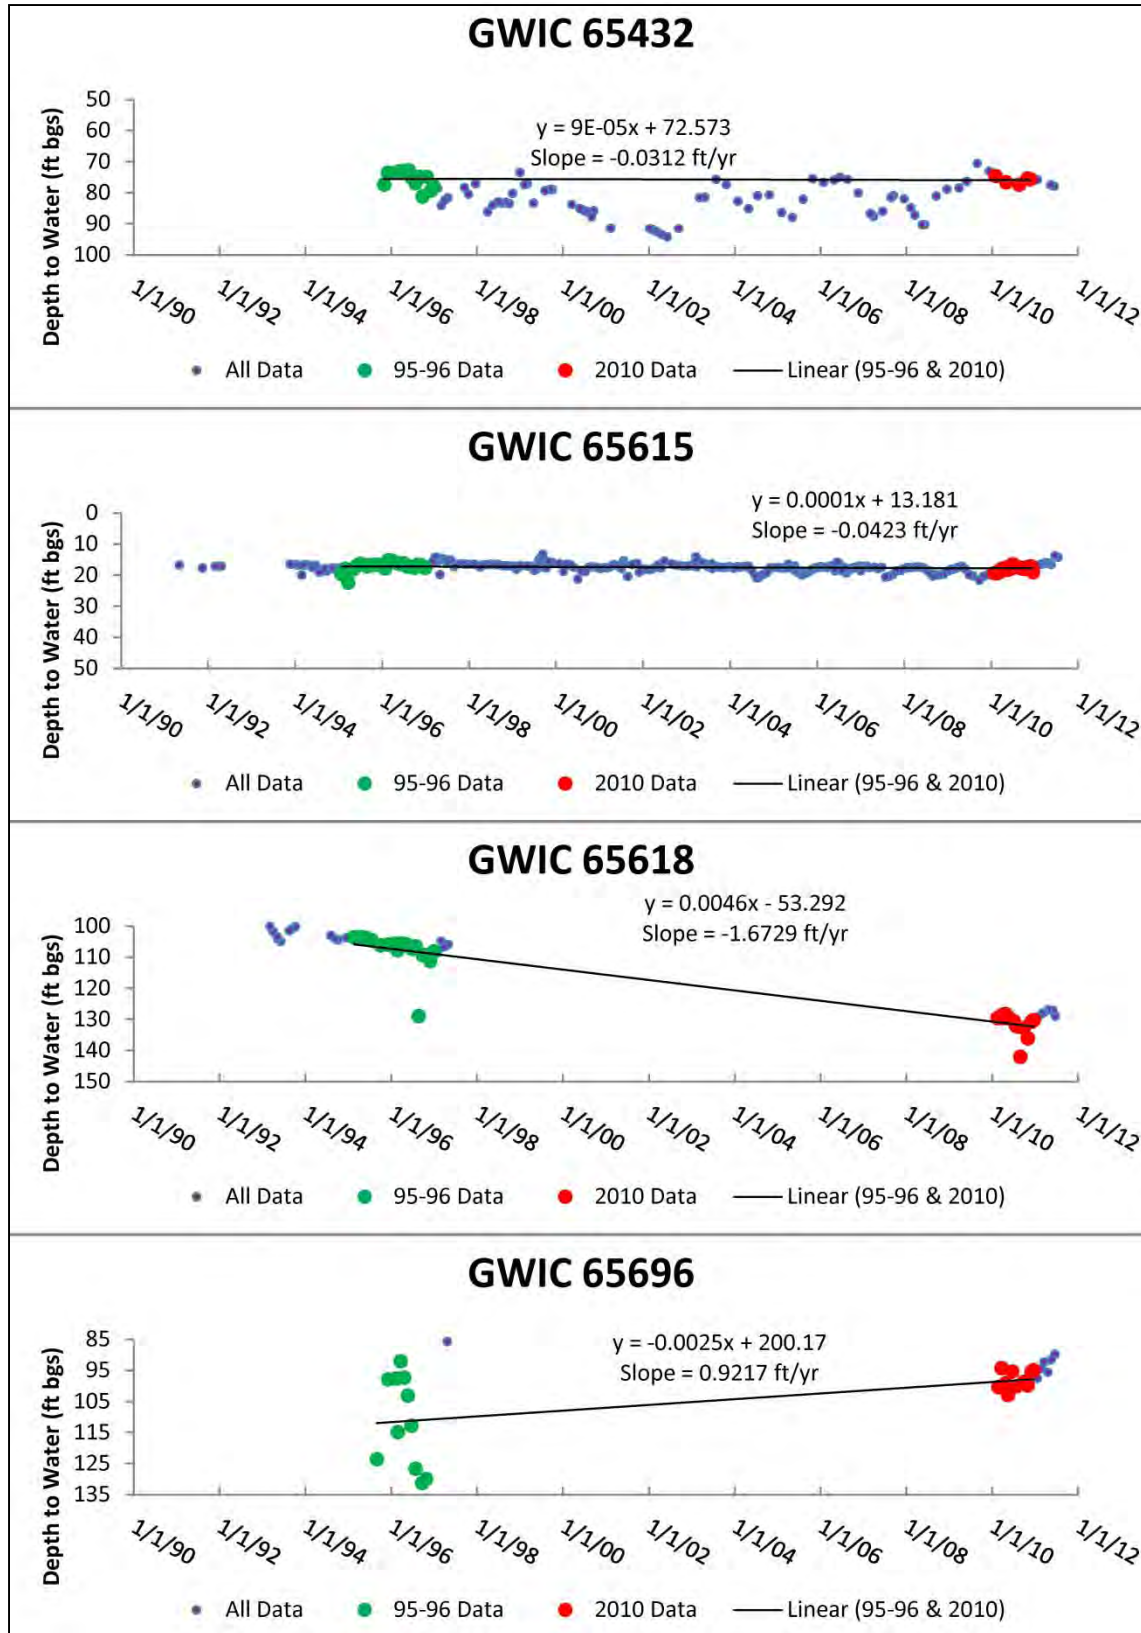 GWIC 65432
Depth to Water (ft bgs)
50
60
70
80
90
100
y = 9E-05x + 72.573
Slope = -0.0312 ft/yr
1/1/90 1/1/92 1/1/94 1/1/96 1/1/98 1/1/00 1/1/02 1/1/04 1/1/06 1/1/08 1/1/10 1/1/12
All Data 95-96 Data 2010 Data Linear (95-96 & 2010)
GWIC 65615
Depth to Water (ft bgs)
0
10
20
30
40
50
y = 0.0001x + 13.181
Slope = -0.0423 ft/yr
1/1/90 1/1/92 1/1/94 1/1/96 1/1/98 1/1/00 1/1/02 1/1/04 1/1/06 1/1/08 1/1/10 1/1/12
All Data 95-96 Data 2010 Data Linear (95-96 & 2010)
GWIC 65618
Depth to Water (ft bgs)
100
110
120
130
140
150
y = 0.0046x - 53.292
Slope = -1.6729 ft/yr
1/1/90 1/1/92 1/1/94 1/1/96 1/1/98 1/1/00 1/1/02 1/1/04 1/1/06 1/1/08 1/1/10 1/1/12
All Data 95-96 Data 2010 Data Linear (95-96 & 2010)
GWIC 65696
Depth to Water (ft bgs)
85
95
105
115
125
135
y = -0.0025x + 200.17
Slope = 0.9217 ft/yr
1/1/90 1/1/92 1/1/94 1/1/96 1/1/98 1/1/00 1/1/02 1/1/04 1/1/06 1/1/08 1/1/10 1/1/12
All Data 95-96 Data 2010 Data Linear (95-96 & 2010)